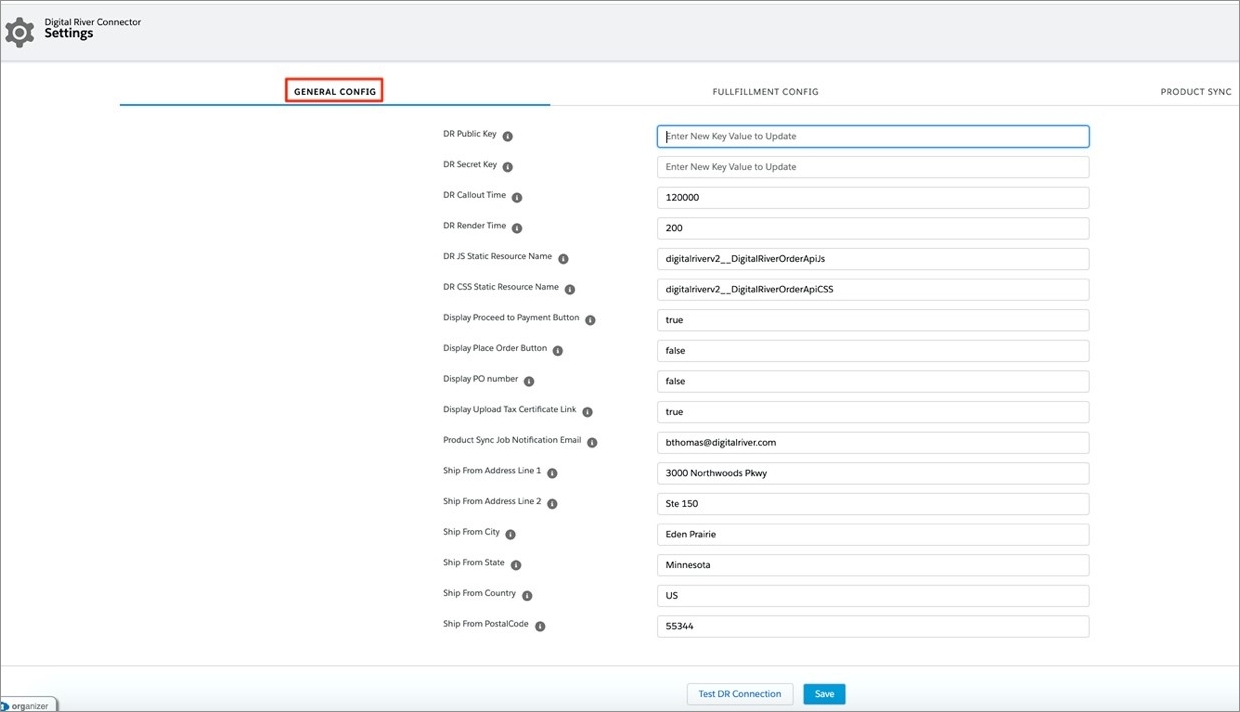 Digital River Connector
Settings
GENERAL CONFIG FULLFILLMENT CONFIG PRODUCT SYNC
DR Public Key Enter New Key Value to Update
DR Secret Key Enter New Key Value to Update
DR Callout Time 120000
DR Render Time 200
DR JS Static Resource Name digitalriverv2__DigitalRiverOrderApiJs
DR CSS Static Resource Name digitalriverv2__DigitalRiverOrderApiCSS
Display Proceed to Payment Button true
Display Place Order Button false
Display PO number false
Display Upload Tax Certificate Link true
Product Sync Job Notification Email bthomas@digitalriver.com
Ship From Address Line 1 3000 Northwoods Pkwy
Ship From Address Line 2 Ste 150
Ship From City Eden Prairie
Ship From State Minnesota
Ship From Country US
Ship From PostalCode 55344
Test DR Connection Save
organizer